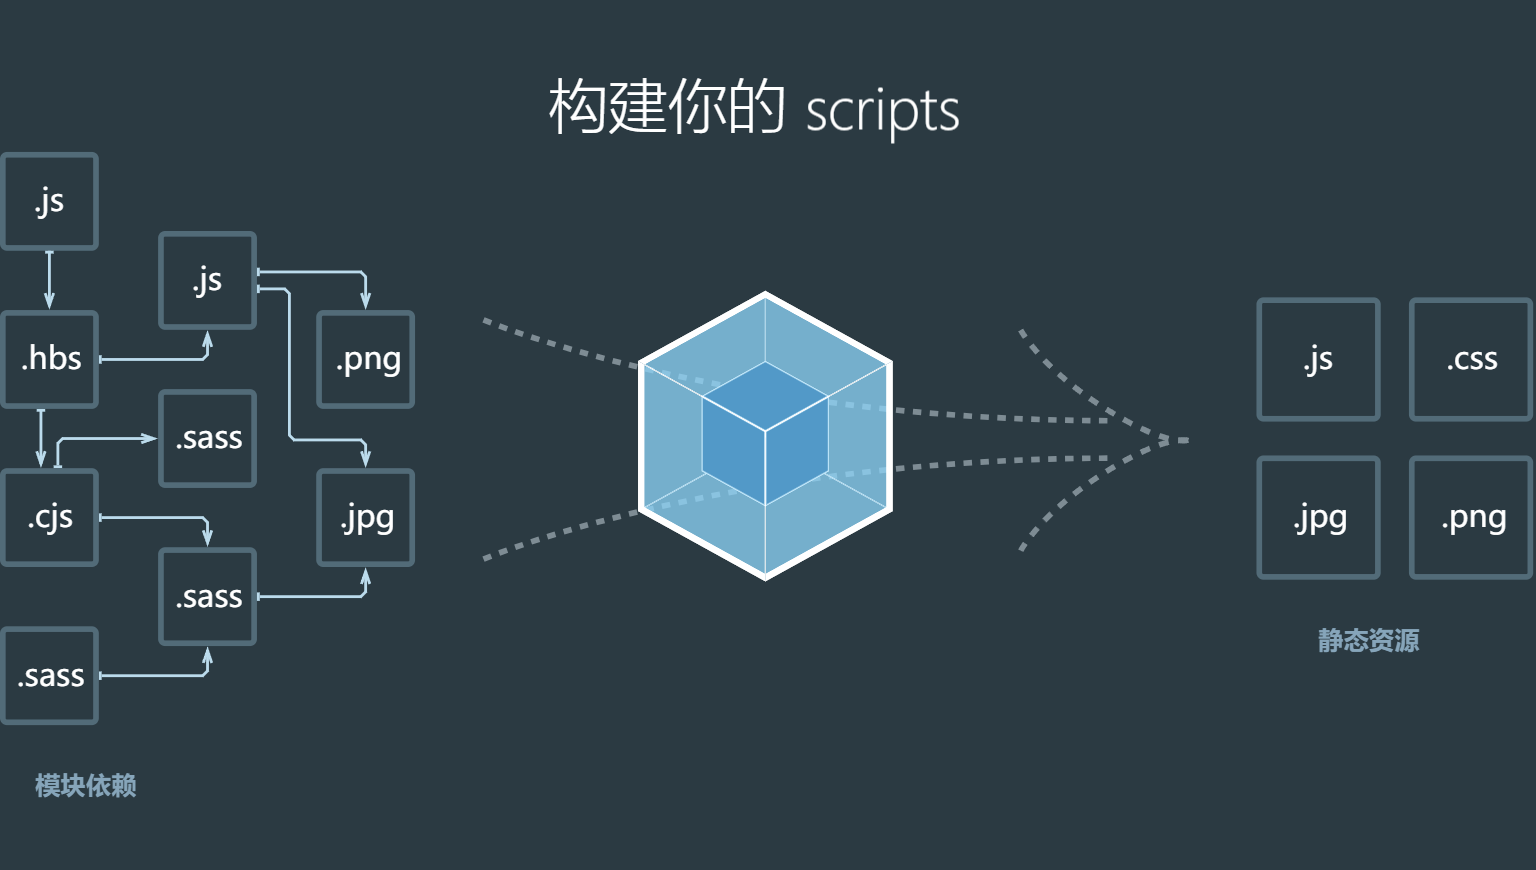 构建你的 scripts
.js
.js
.hbs
.png
.sass
.cjs
.jpg
.sass
.sass
模块依赖
.js
.css
.jpg
.png
静态资源